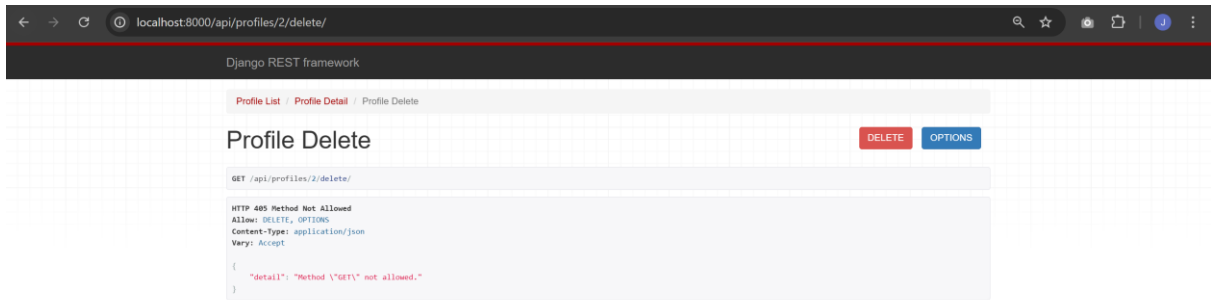 localhost:8000/api/profiles/2/delete/
J
Django REST framework
Profile List / Profile Detail / Profile Delete
Profile Delete
DELETE OPTIONS
GET /api/profiles/2/delete/
HTTP 405 Method Not Allowed
Allow: DELETE, OPTIONS
Content-Type: application/json
Vary: Accept
{
"detail": "Method \"GET\" not allowed."
}